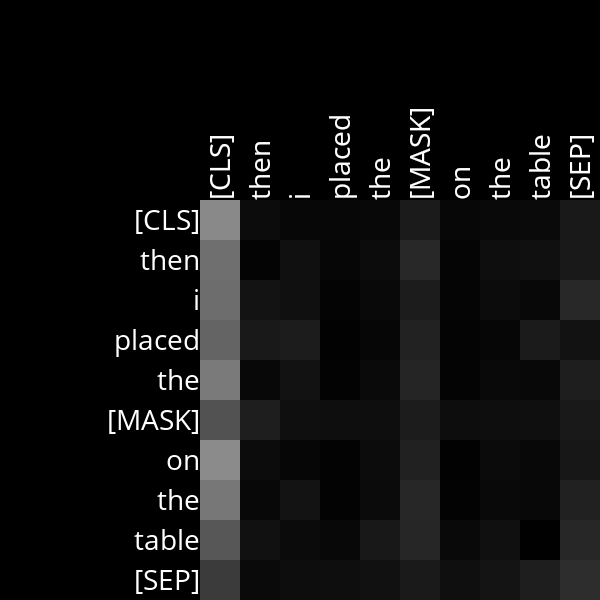 [CLS] then i placed the [MASK] on the table [SEP]
[CLS]
then
i
placed
the
[MASK]
on
the
table
[SEP]